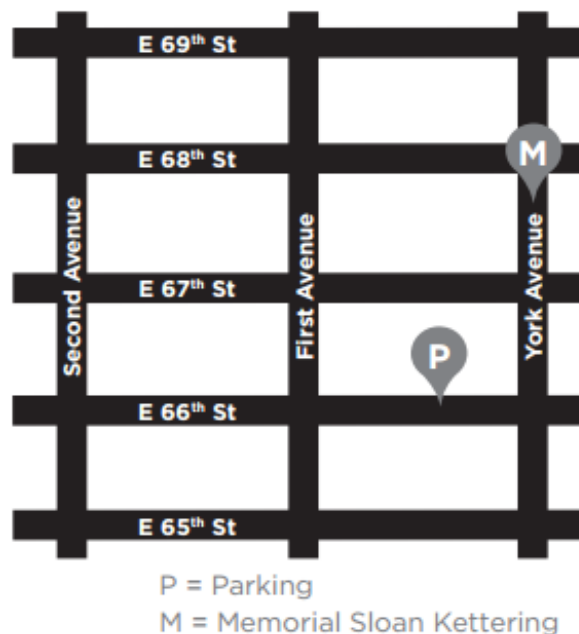 E 69th St
M
E 68th St
Second Avenue
First Avenue
York Avenue
E 67th St
P
E 66th St
E 65th St
P = Parking
M = Memorial Sloan Kettering